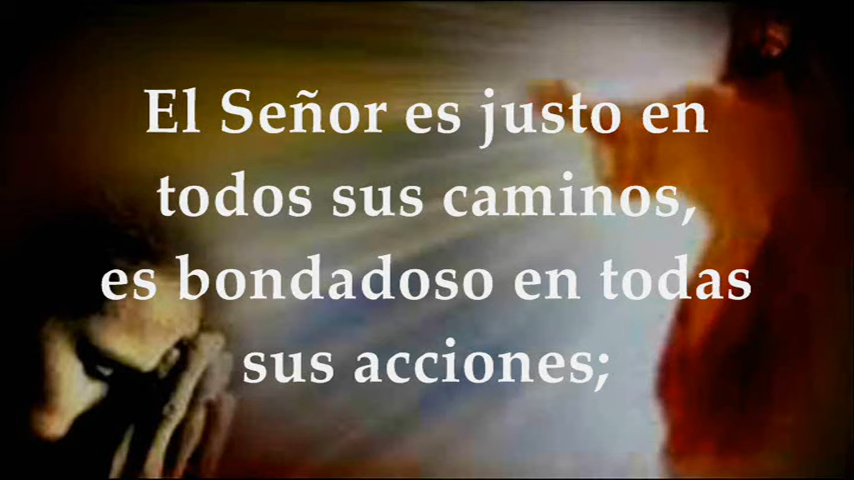 El Señor es justo en
todos sus caminos,
es bondadoso en todas
sus acciones;